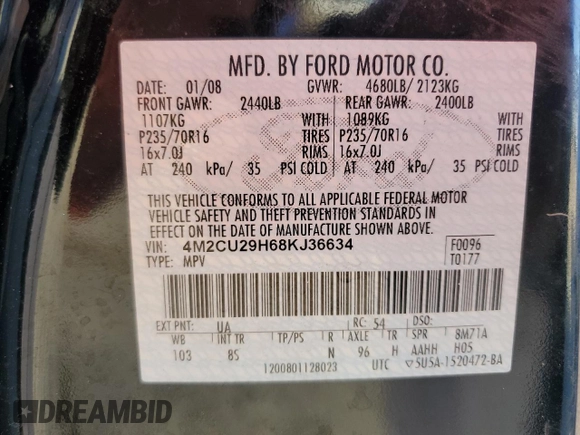 MFD. BY FORD MOTOR CO.
DATE: 01/08 GVWR: 4680LB/ 2123KG
FRONT GAWR: 2440LB REAR GAWR: 2400LB
1107KG WITH 1089KG WITH
P235/70R16 TIRES P235/70R16 TIRES
16x7.0J RIMS 16x7.0J RIMS
AT 240 kPa/ 35 PSI COLD AT 240 kPa/ 35 PSI COLD
THIS VEHICLE CONFORMS TO ALL APPLICABLE FEDERAL MOTOR
VEHICLE SAFETY AND THEFT PREVENTION STANDARDS IN
EFFECT ON THE DATE OF MANUFACTURE SHOWN ABOVE.
VIN: 4M2CU29H68KJ36634 F0096
TYPE: MPV T0177
EXT PNT: UA RC: 54 DSO:
WB INT TR TP/PS R AXLE TR SPR 8M71A
103 8S N 96 H AAHH H05
1200801128023 UTC 5U5A-1520472-BA
DREAMBID